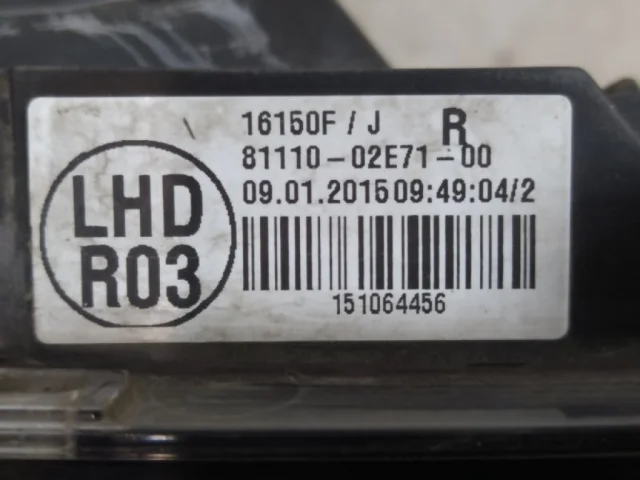 16150F / J R
81110-02E71-00
09.01.2015 09:49:04/2
LHD
R03
151064456